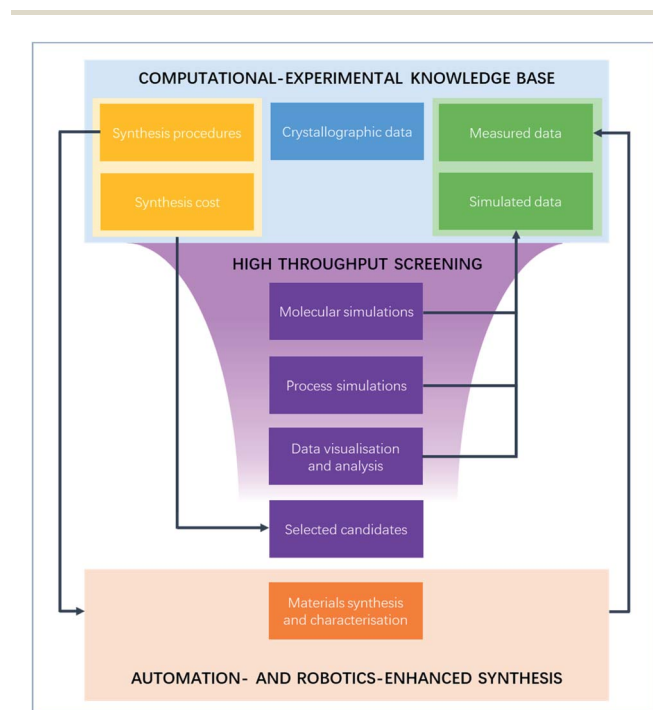 COMPUTATIONAL-EXPERIMENTAL KNOWLEDGE BASE
Synthesis procedures
Crystallographic data
Measured data
Synthesis cost
Simulated data
HIGH THROUGHPUT SCREENING
Molecular simulations
Process simulations
Data visualisation
and analysis
Selected candidates
Materials synthesis
and characterisation
AUTOMATION- AND ROBOTICS-ENHANCED SYNTHESIS